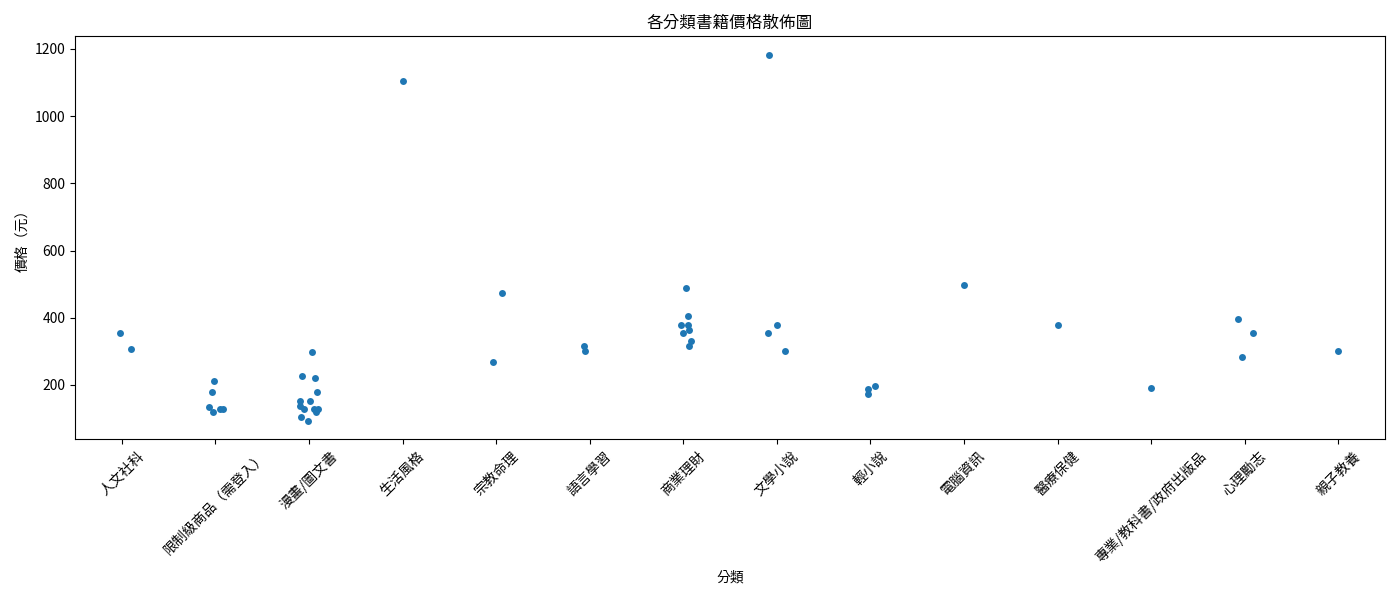 各分類書籍價格散佈圖
價格（元）
1200
1000
800
600
400
200
人文社科
限制級商品（需登入）
漫畫/圖文書
生活風格
宗教命理
語言學習
商業理財
文學小說
輕小說
電腦資訊
醫療保健
專業/教科書/政府出版品
心理勵志
親子教養
分類